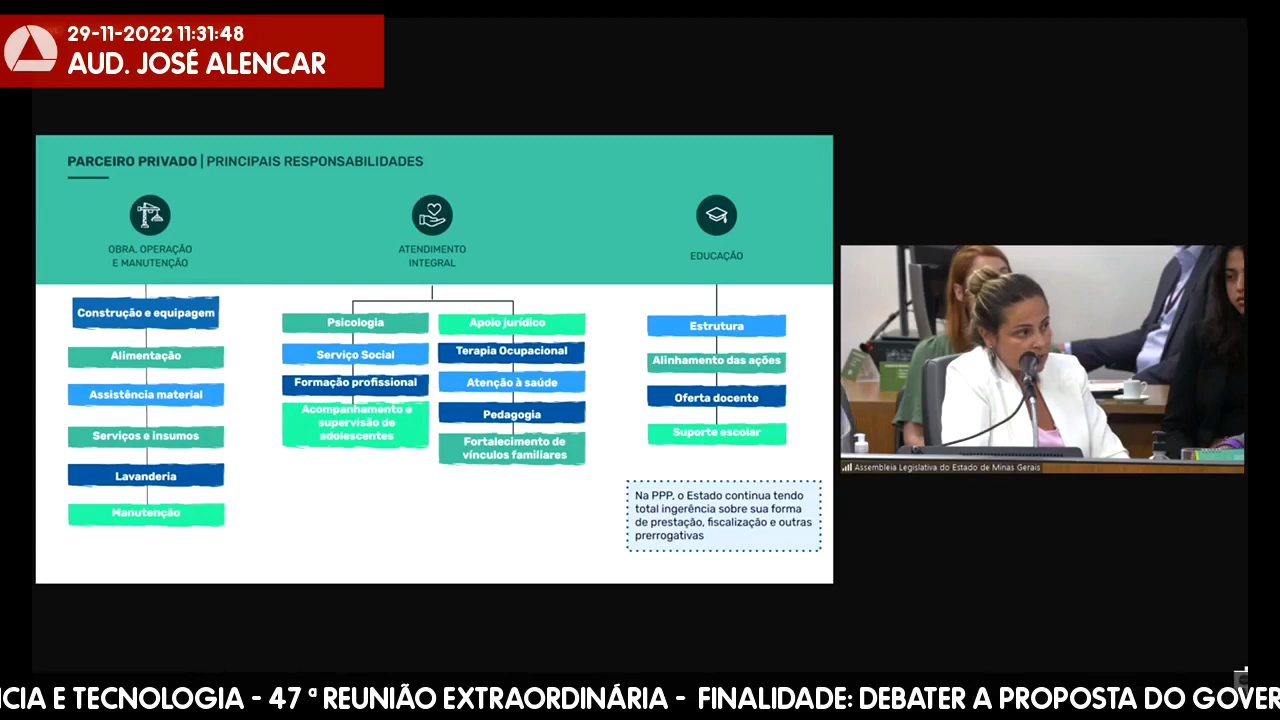 29-11-2022 11:31:48
AUD. JOSÉ ALENCAR
PARCEIRO PRIVADO | PRINCIPAIS RESPONSABILIDADES
OBRA, OPERAÇÃO
E MANUTENÇÃO
Construção e equipagem
Alimentação
Assistência material
Serviços e insumos
Lavanderia
Manutenção
ATENDIMENTO
INTEGRAL
Psicologia
Serviço Social
Formação profissional
Acompanhamento e
supervisão de
adolescentes
Apoio jurídico
Terapia Ocupacional
Atenção à saúde
Pedagogia
Fortalecimento de
vínculos familiares
EDUCAÇÃO
Estrutura
Alinhamento das ações
Oferta docente
Suporte escolar
Na PPP, o Estado continua tendo
total ingerência sobre sua forma
de prestação, fiscalização e outras
prerrogativas
Assembleia Legislativa do Estado de Minas Gerais
CIA E TECNOLOGIA - 47 ª REUNIÃO EXTRAORDINÁRIA - FINALIDADE: DEBATER A PROPOSTA DO GOVER